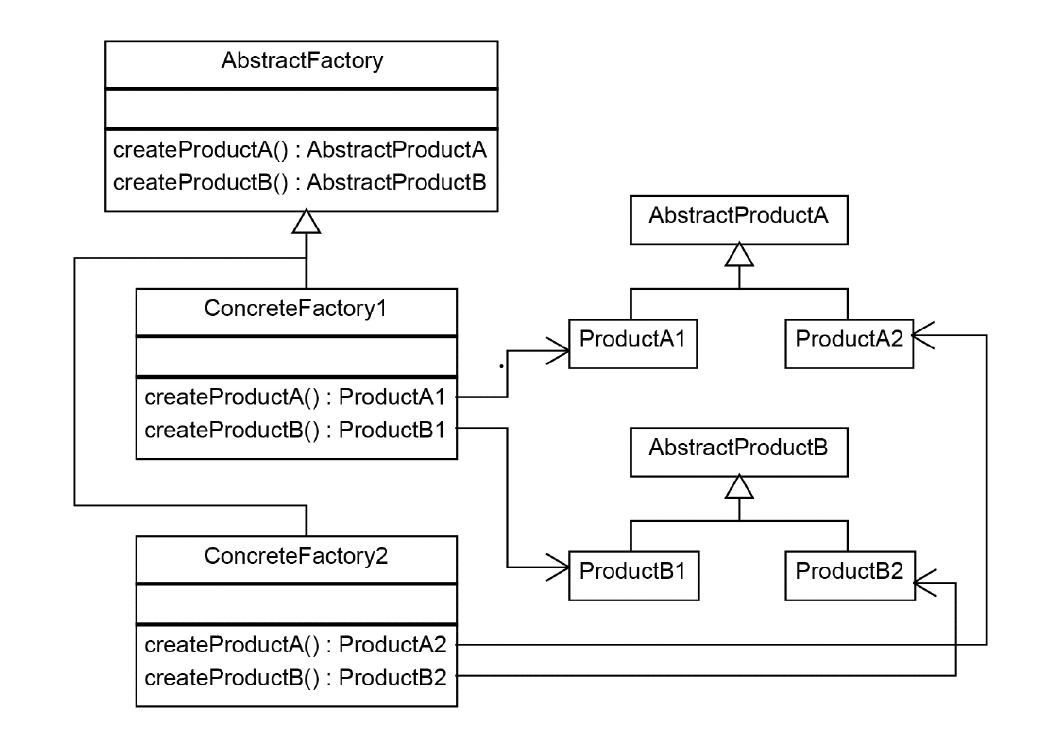 AbstractFactory
createProductA() : AbstractProductA
createProductB() : AbstractProductB
AbstractProductA
ConcreteFactory1
ProductA1
ProductA2
createProductA() : ProductA1
createProductB() : ProductB1
AbstractProductB
ConcreteFactory2
ProductB1
ProductB2
createProductA() : ProductA2
createProductB() : ProductB2